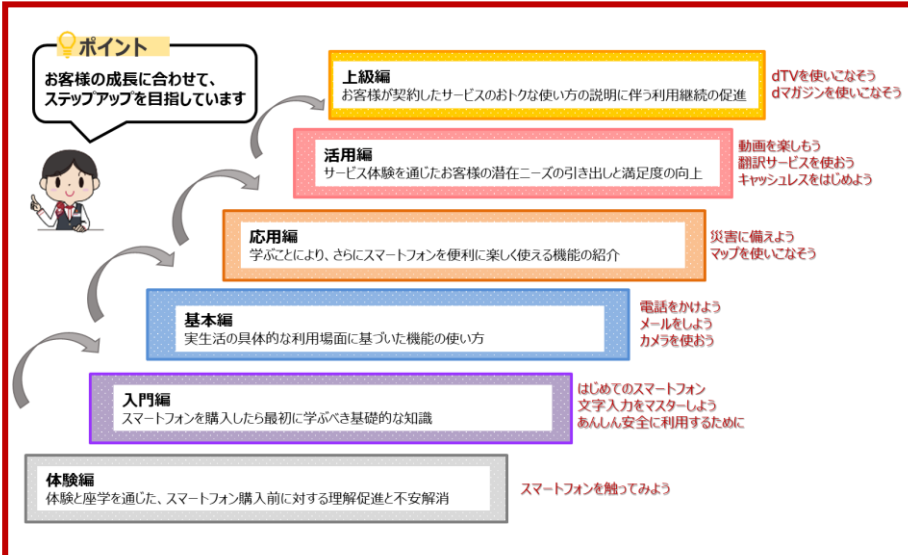 ポイント
お客様の成長に合わせて、
ステップアップを目指しています
上級編
お客様が契約したサービスのおトクな使い方の説明に伴う利用継続の促進
dTVを使いこなそう
dマガジンを使いこなそう
活用編
サービス体験を通じたお客様の潜在ニーズの引き出しと満足度の向上
動画を楽しもう
翻訳サービスを使おう
キャッシュレスをはじめよう
応用編
学ぶことにより、さらにスマートフォンを便利に楽しく使える機能の紹介
災害に備えよう
マップを使いこなそう
基本編
実生活の具体的な利用場面に基づいた機能の使い方
電話をかけよう
メールをしよう
カメラを使おう
入門編
スマートフォンを購入したら最初に学ぶべき基礎的な知識
はじめてのスマートフォン
文字入力をマスターしよう
あんしん安全に利用するために
体験編
体験と座学を通じた、スマートフォン購入前に対する理解促進と不安解消
スマートフォンを触ってみよう